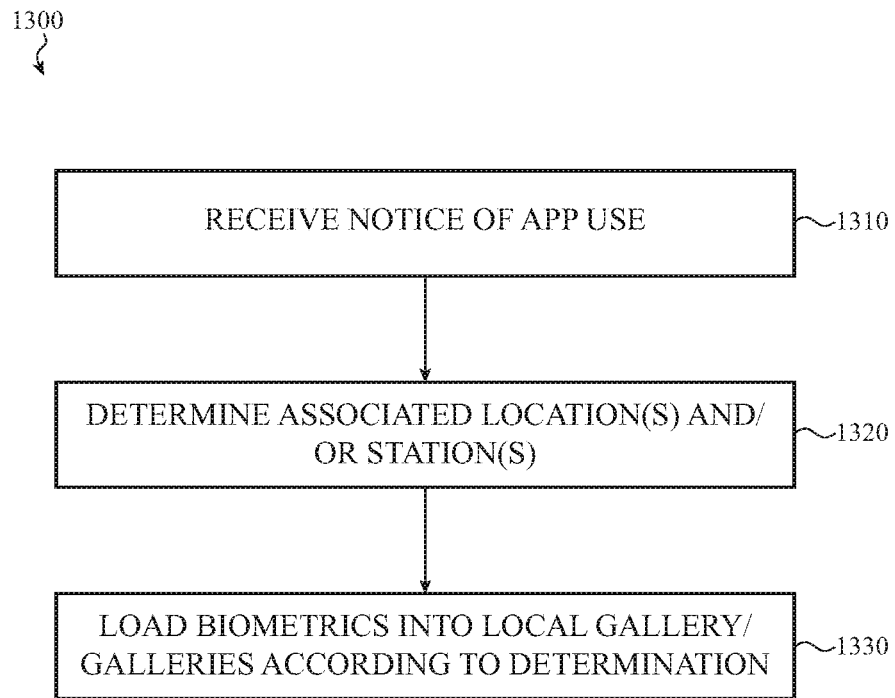 1300
RECEIVE NOTICE OF APP USE
1310
DETERMINE ASSOCIATED LOCATION(S) AND/
OR STATION(S)
1320
LOAD BIOMETRICS INTO LOCAL GALLERY/
GALLERIES ACCORDING TO DETERMINATION
1330